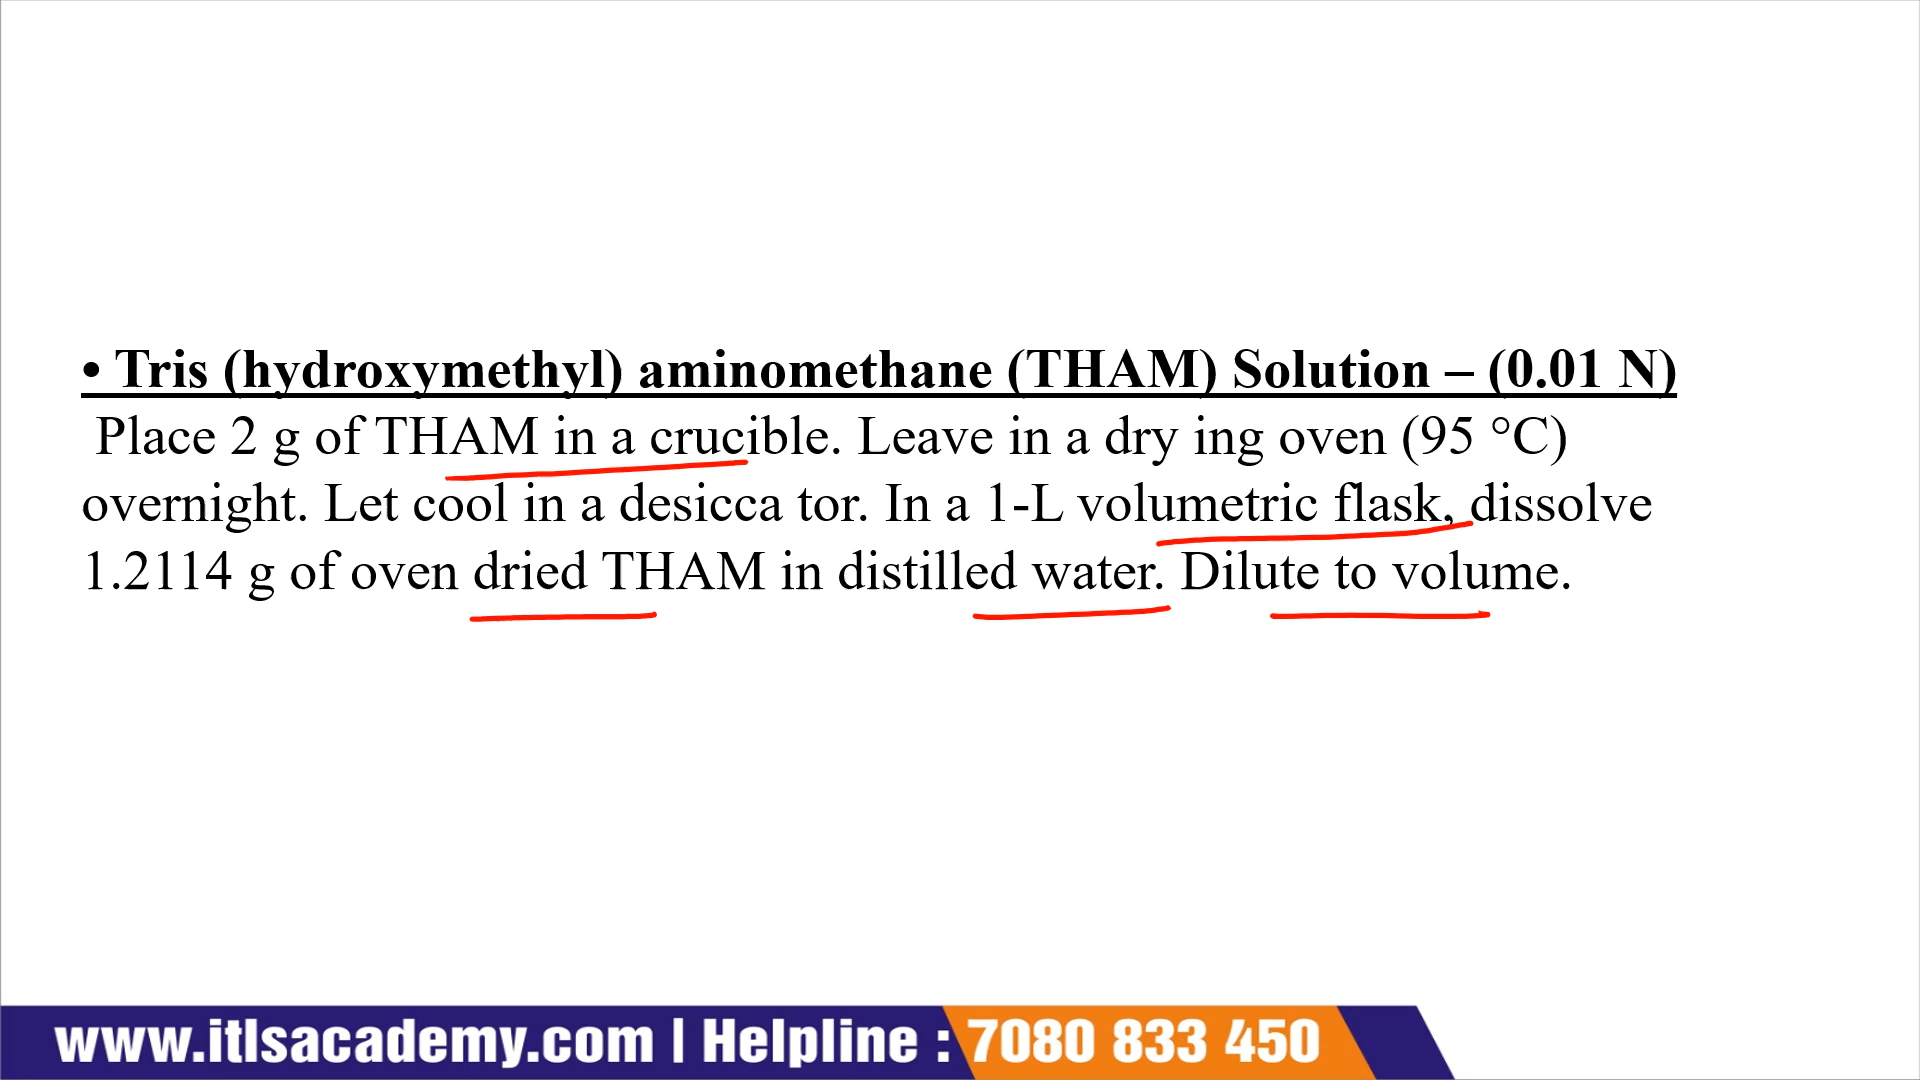 • Tris (hydroxymethyl) aminomethane (THAM) Solution – (0.01 N)
Place 2 g of THAM in a crucible. Leave in a dry ing oven (95 °C)
overnight. Let cool in a desicca tor. In a 1-L volumetric flask, dissolve
1.2114 g of oven dried THAM in distilled water. Dilute to volume.
www.itlsacademy.com | Helpline : 7080 833 450